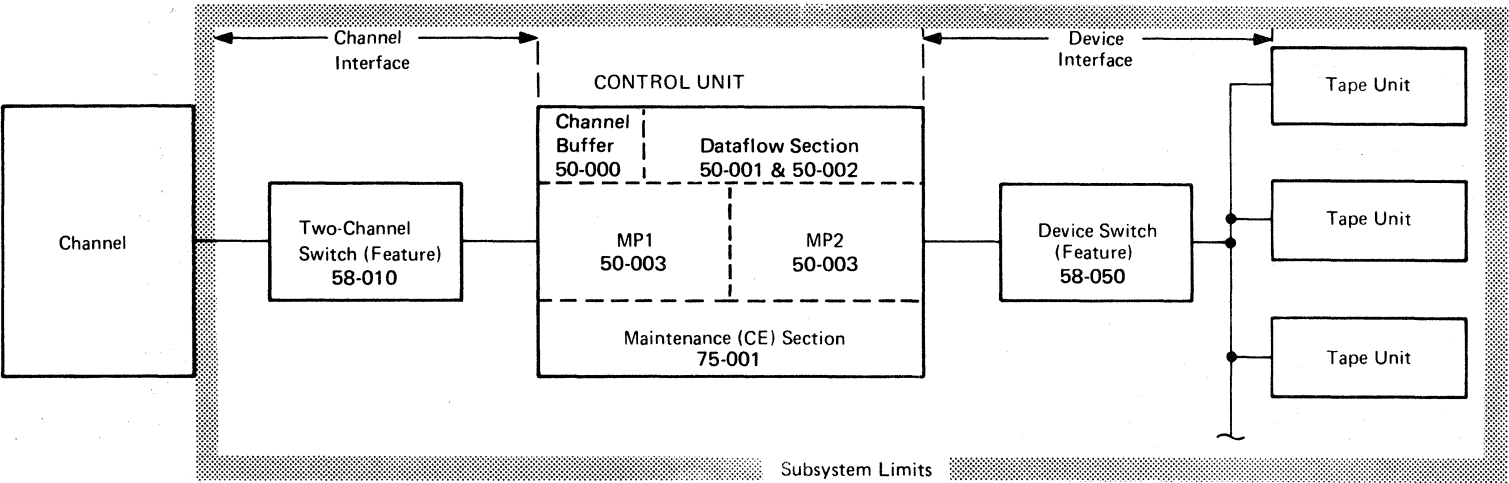 Channel
Interface
Device
Interface
CONTROL UNIT
Channel
Buffer
50-000
Dataflow Section
50-001 & 50-002
MP1
50-003
MP2
50-003
Maintenance (CE) Section
75-001
Channel
Two-Channel
Switch (Feature)
58-010
Device Switch
(Feature)
58-050
Tape Unit
Tape Unit
Tape Unit
Subsystem Limits